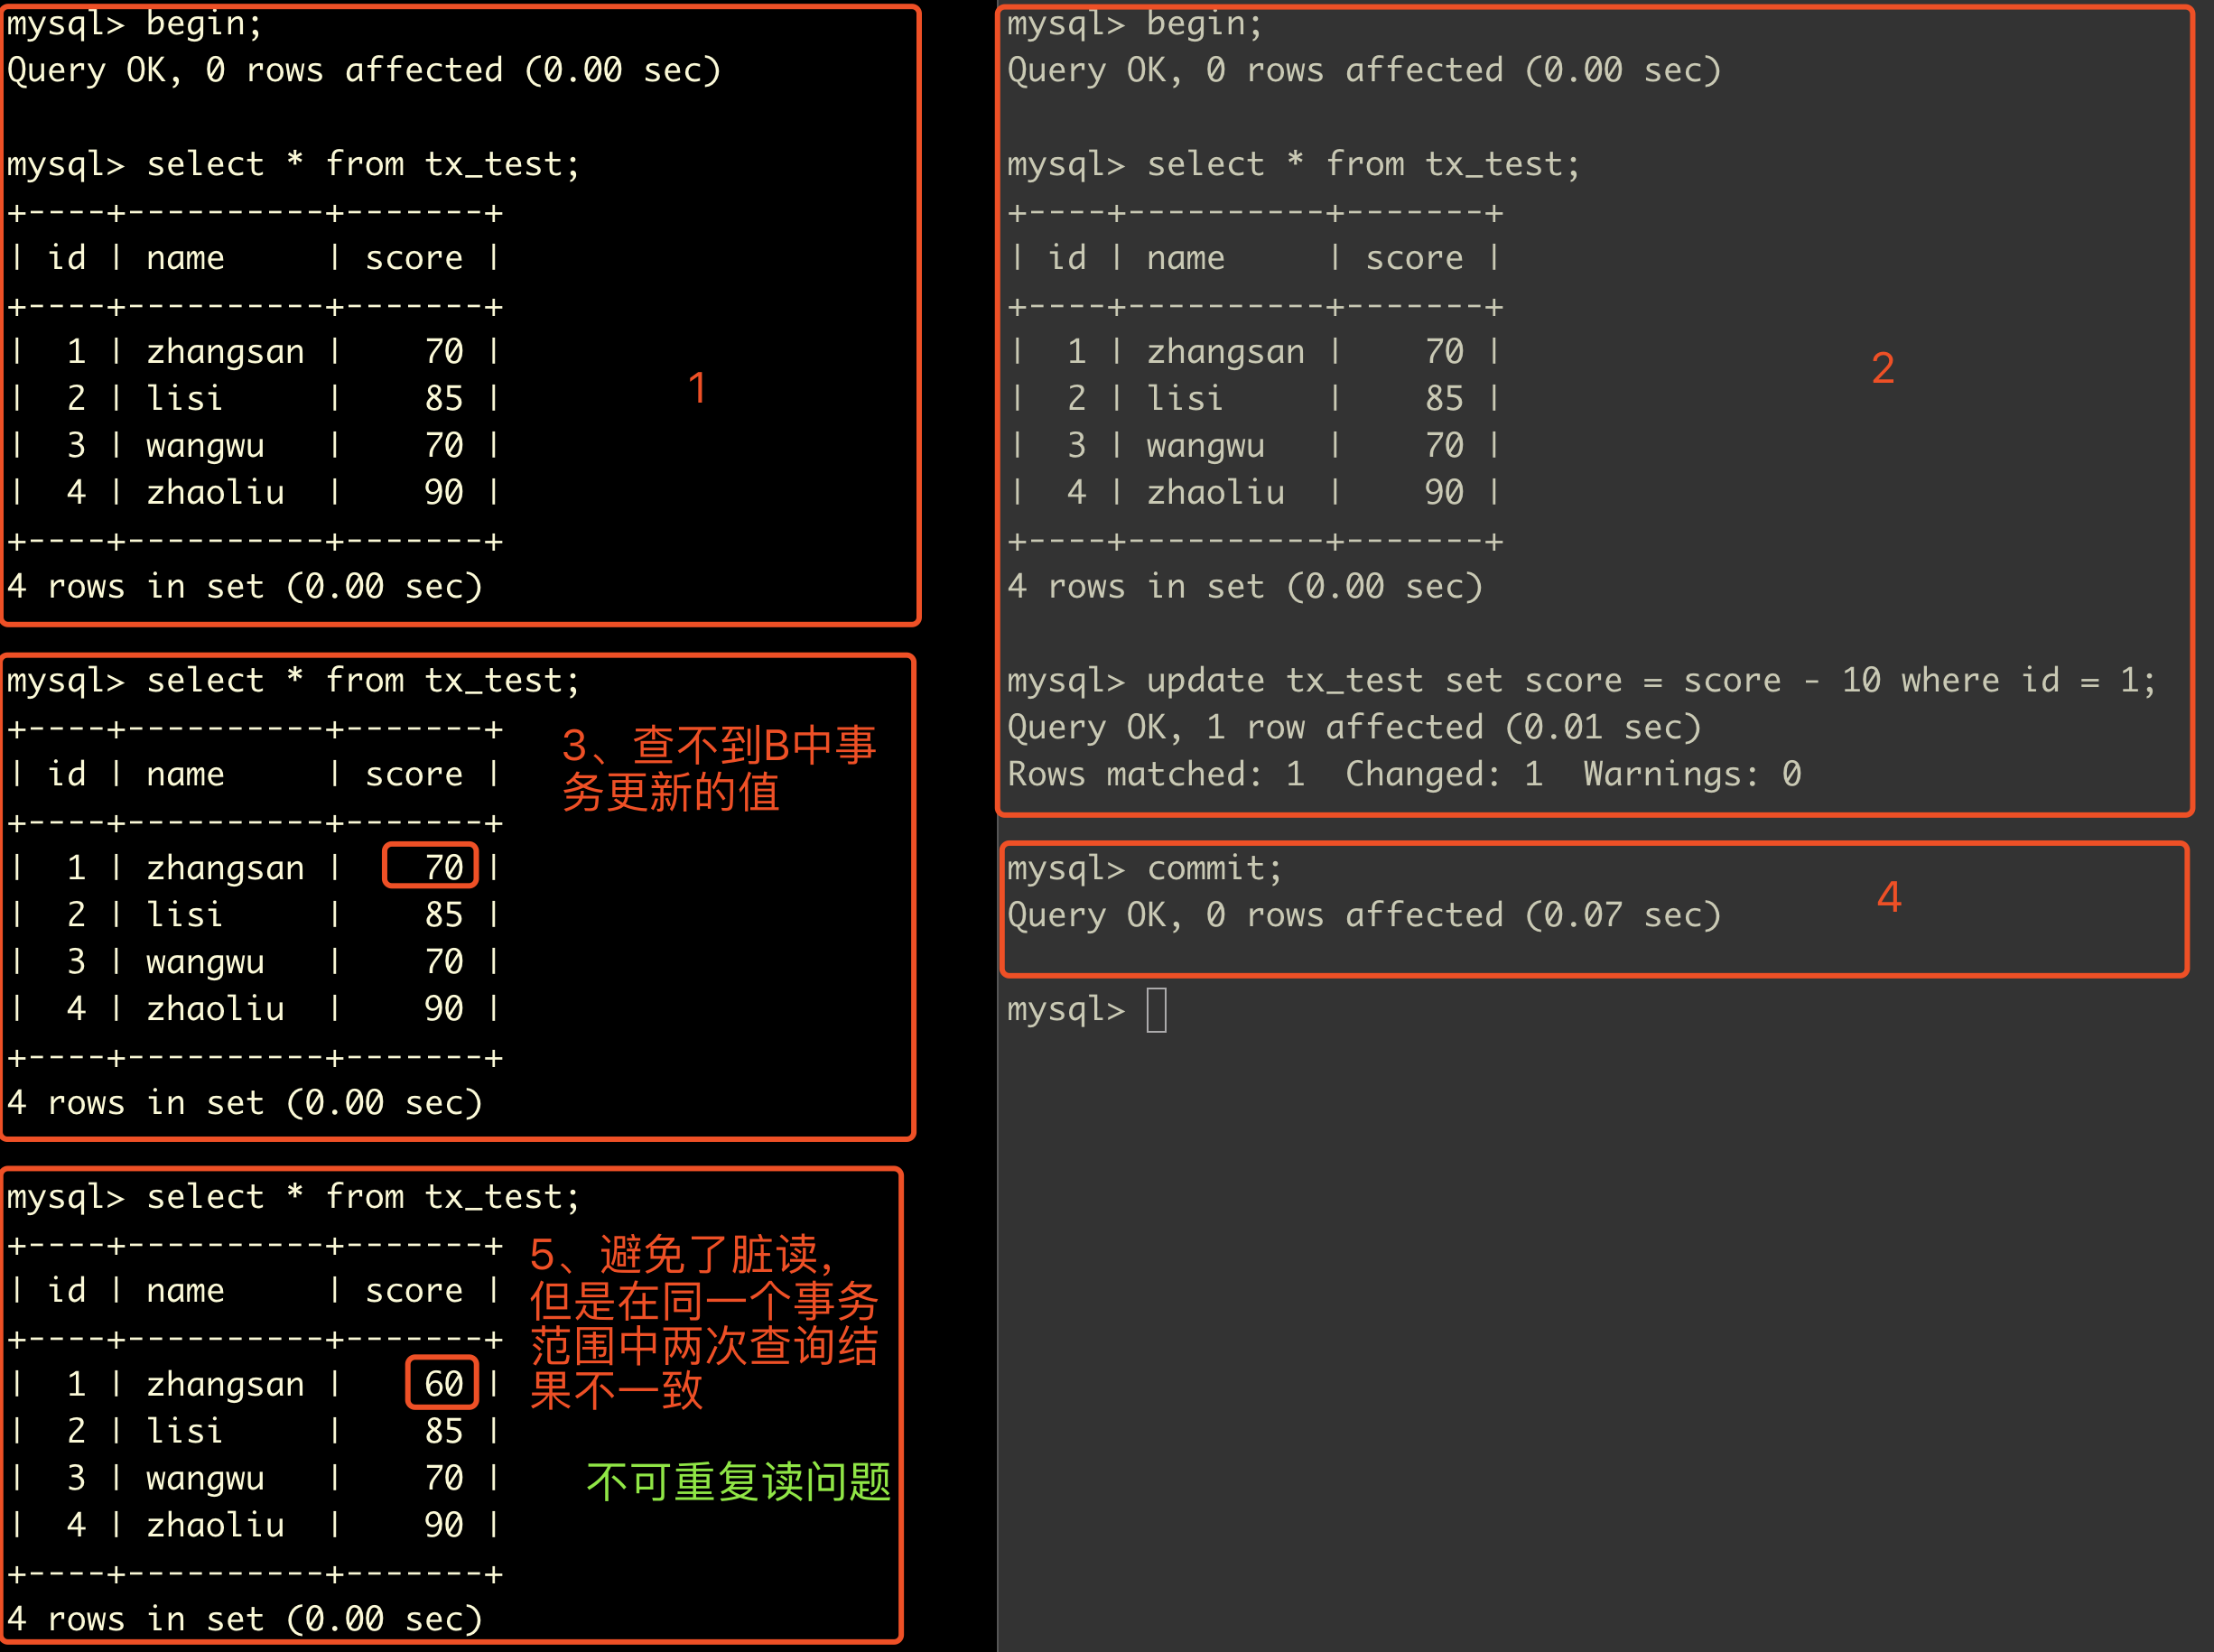 mysql> begin;
Query OK, 0 rows affected (0.00 sec)
mysql> select * from tx_test;
+----+----------+-------+
| id | name     | score |
+----+----------+-------+
|  1 | zhangsan |    70 |
|  2 | lisi     |    85 |
|  3 | wangwu   |    70 |
|  4 | zhaoliu  |    90 |
+----+----------+-------+
4 rows in set (0.00 sec)
1
mysql> select * from tx_test;
+----+----------+-------+
| id | name     | score |
+----+----------+-------+
|  1 | zhangsan |    70 |
|  2 | lisi     |    85 |
|  3 | wangwu   |    70 |
|  4 | zhaoliu  |    90 |
+----+----------+-------+
4 rows in set (0.00 sec)
3、查不到B中事
务更新的值
mysql> select * from tx_test;
+----+----------+-------+
| id | name     | score |
+----+----------+-------+
|  1 | zhangsan |    60 |
|  2 | lisi     |    85 |
|  3 | wangwu   |    70 |
|  4 | zhaoliu  |    90 |
+----+----------+-------+
4 rows in set (0.00 sec)
5、避免了脏读，
但是在同一个事务
范围中两次查询结
果不一致
不可重复读问题
mysql> begin;
Query OK, 0 rows affected (0.00 sec)
mysql> select * from tx_test;
+----+----------+-------+
| id | name     | score |
+----+----------+-------+
|  1 | zhangsan |    70 |
|  2 | lisi     |    85 |
|  3 | wangwu   |    70 |
|  4 | zhaoliu  |    90 |
+----+----------+-------+
4 rows in set (0.00 sec)
2
mysql> update tx_test set score = score - 10 where id = 1;
Query OK, 1 row affected (0.01 sec)
Rows matched: 1  Changed: 1  Warnings: 0
mysql> commit;
Query OK, 0 rows affected (0.07 sec)
4
mysql>